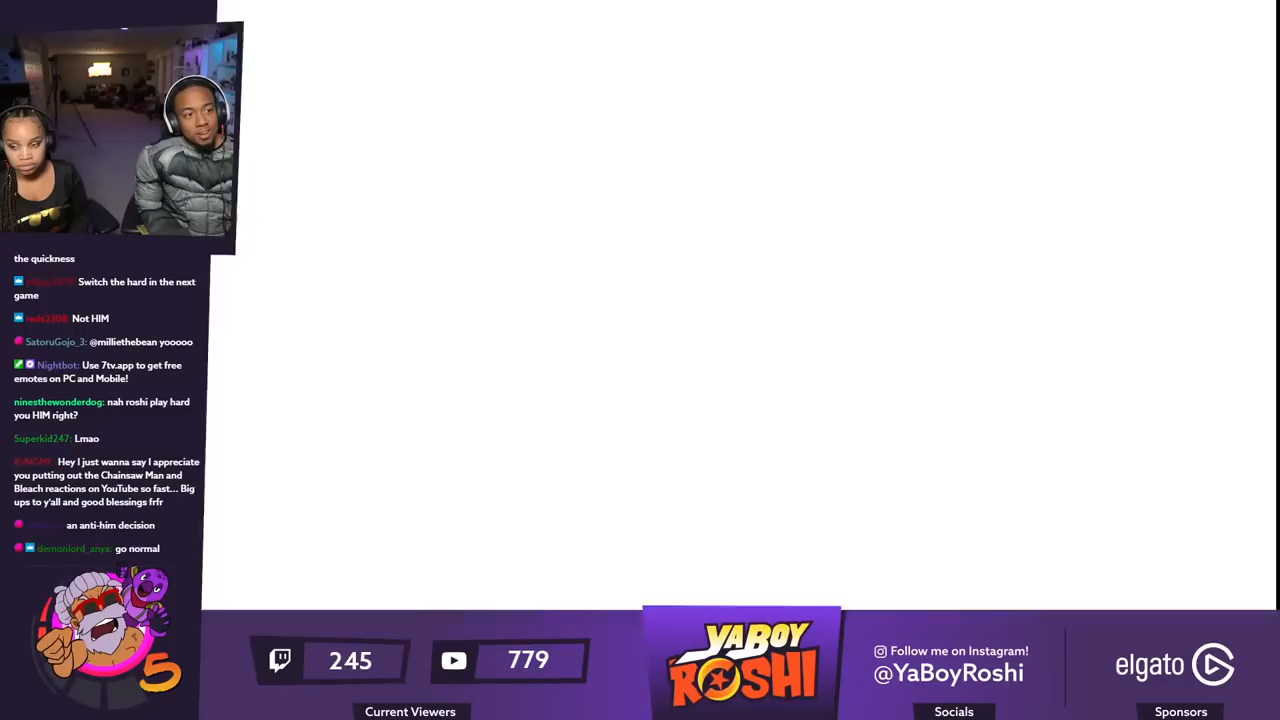 the quickness
Switch the hard in the next
game
reds2308: Not HIM
SatoruGojo_3: @milliethebean yooooo
Nightbot: Use 7tv.app to get free
emotes on PC and Mobile!
ninesthewonderdog: nah roshi play hard
you HIM right?
Superkid247: Lmao
Hey I just wanna say I appreciate
you putting out the Chainsaw Man and
Bleach reactions on YouTube so fast... Big
ups to y'all and good blessings frfr
an anti-him decision
demonlord_anya: go normal
5
245
779
Current Viewers
YABOY
ROSHI
Follow me on Instagram!
@YaBoyRoshi
Socials
elgato
Sponsors